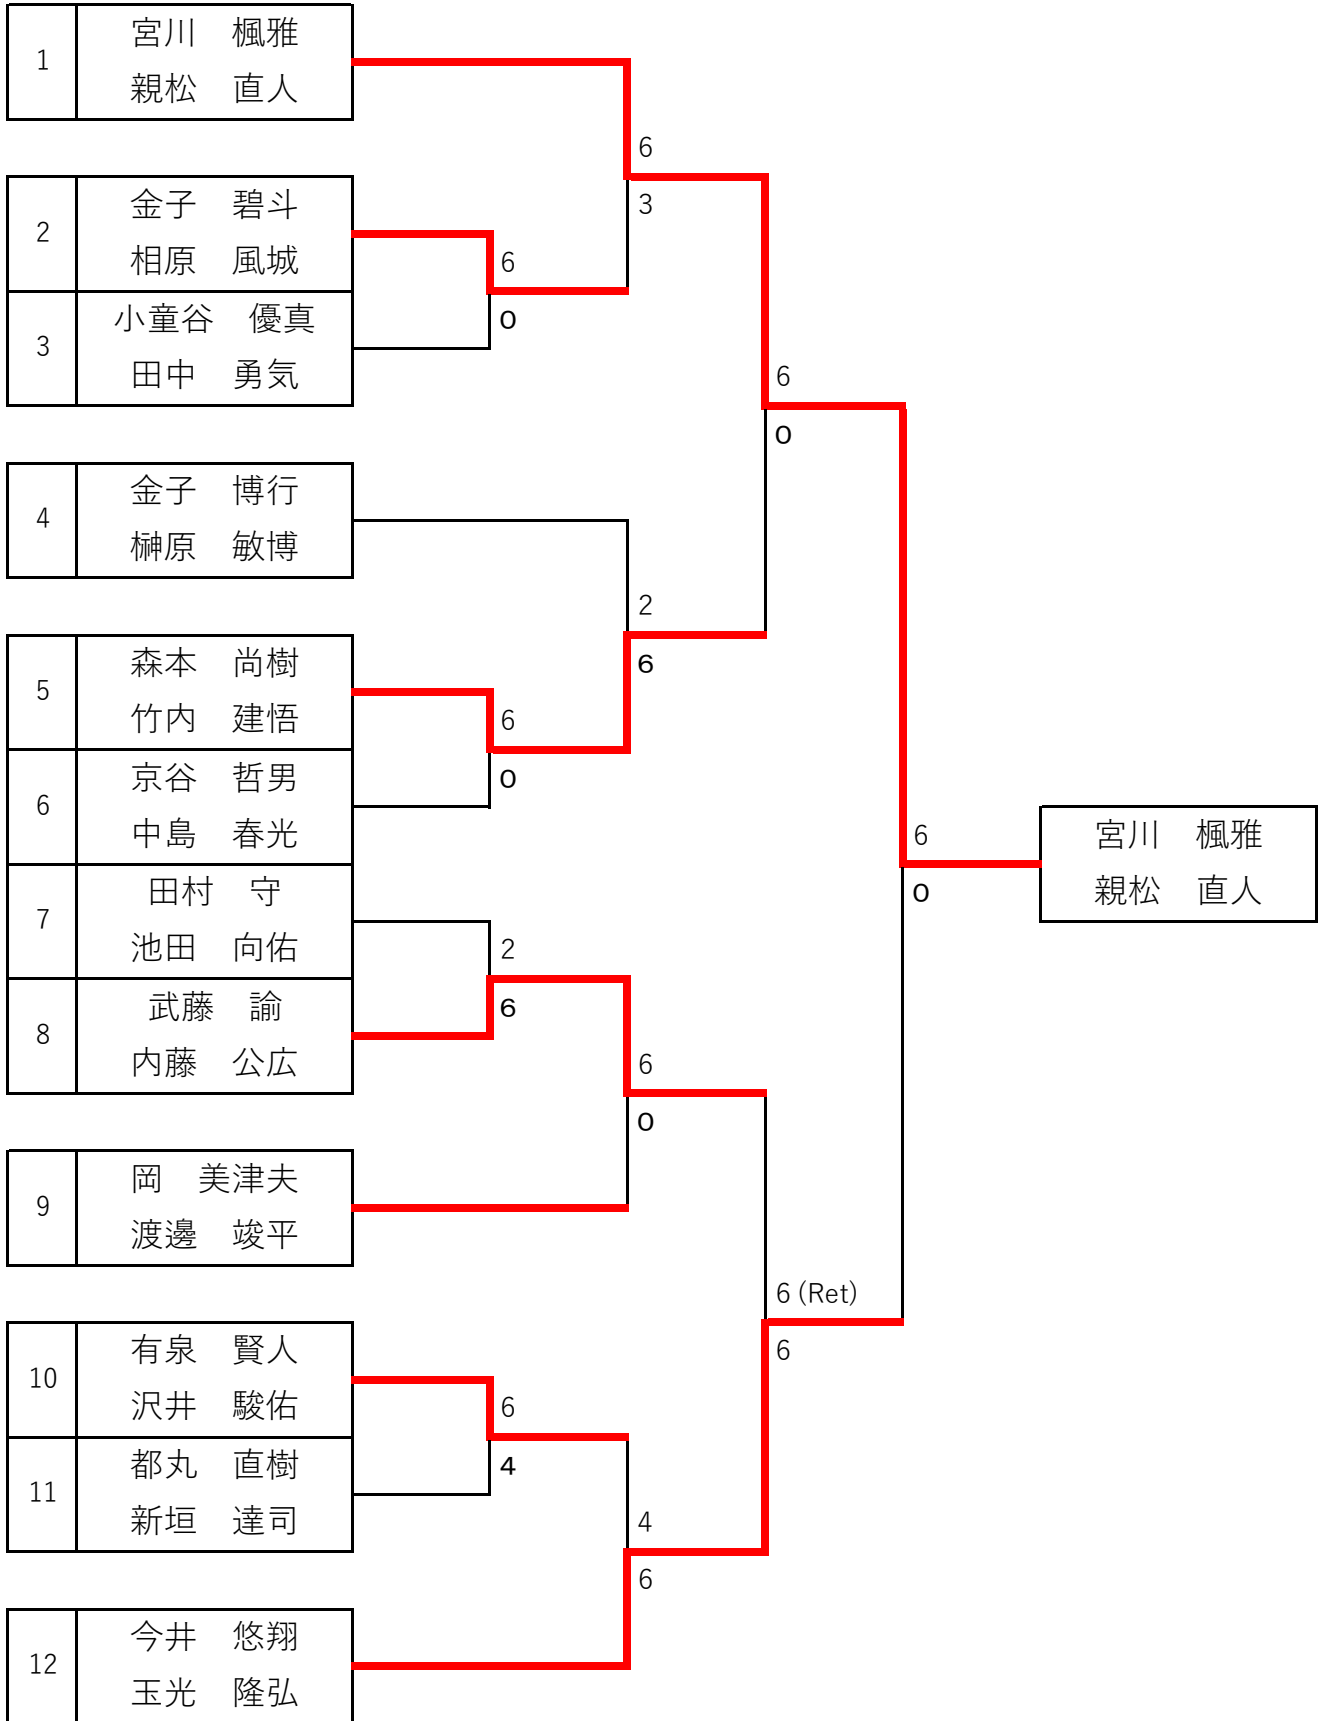 1
宮川　楓雅
親松　直人
6
3
2
金子　碧斗
相原　風城
6
0
3
小童谷　優真
田中　勇気
6
0
4
金子　博行
榊原　敏博
2
6
5
森本　尚樹
竹内　建悟
6
0
6
京谷　哲男
中島　春光
6
0
宮川　楓雅
親松　直人
7
田村　守
池田　向佑
2
6
8
武藤　諭
内藤　公広
6
0
9
岡　美津夫
渡邊　竣平
6 (Ret)
6
10
有泉　賢人
沢井　駿佑
6
4
11
都丸　直樹
新垣　達司
4
6
12
今井　悠翔
玉光　隆弘